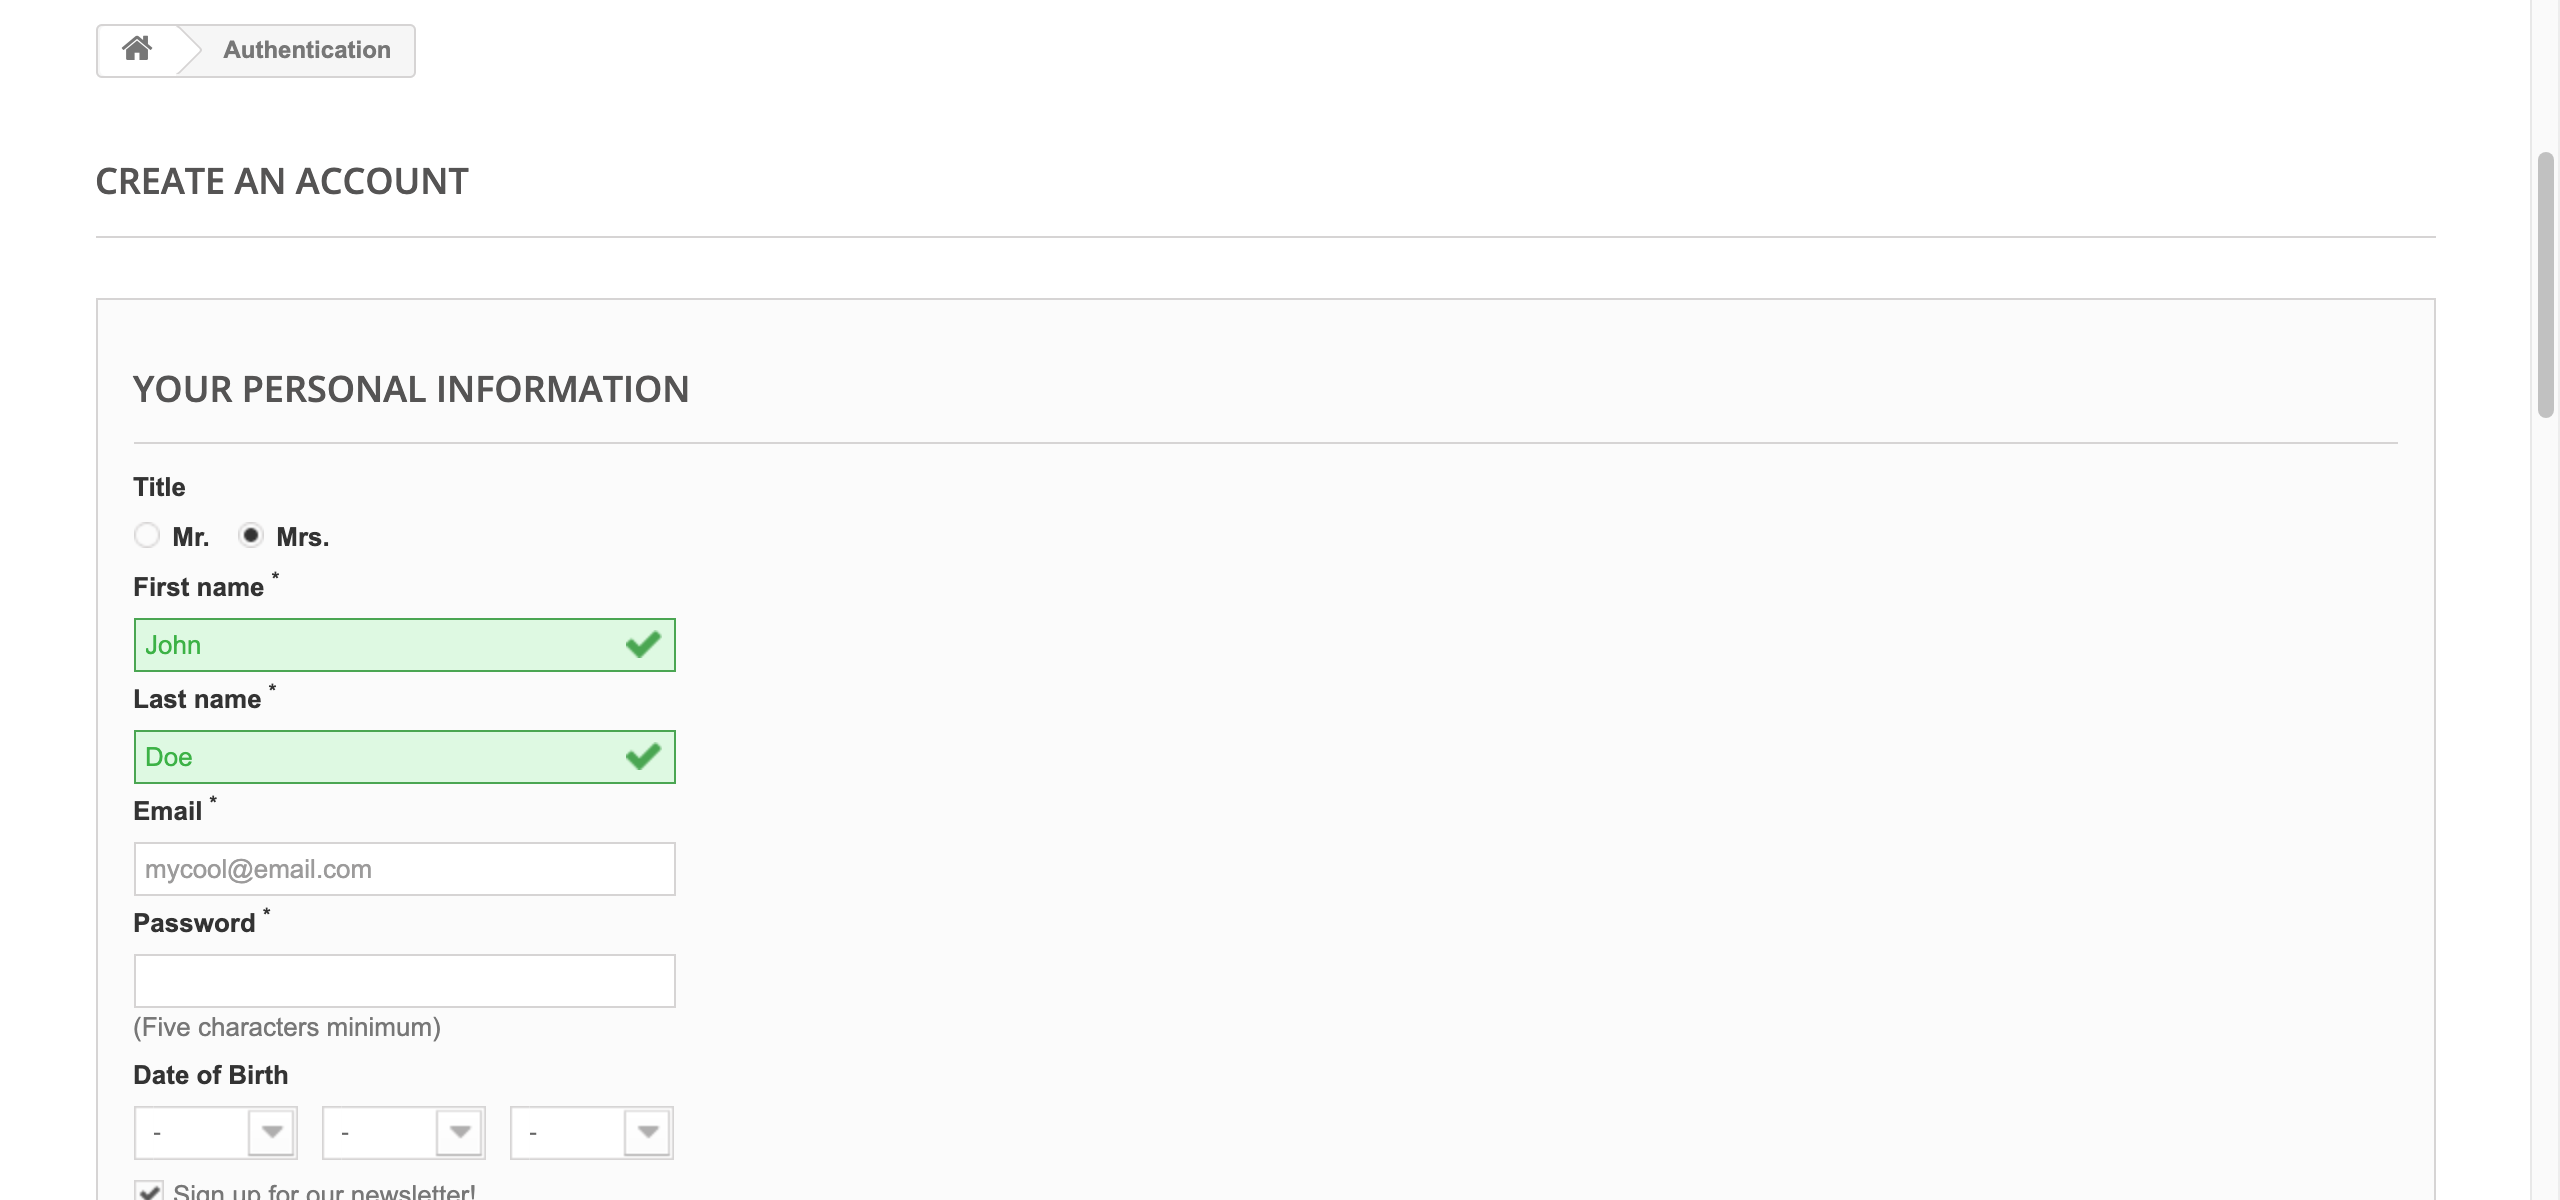 Authentication
CREATE AN ACCOUNT
YOUR PERSONAL INFORMATION
Title
Mr. Mrs.
First name *
John
Last name *
Doe
Email *
mycool@email.com
Password *
(Five characters minimum)
Date of Birth
- - -
Sign up for our newsletter!